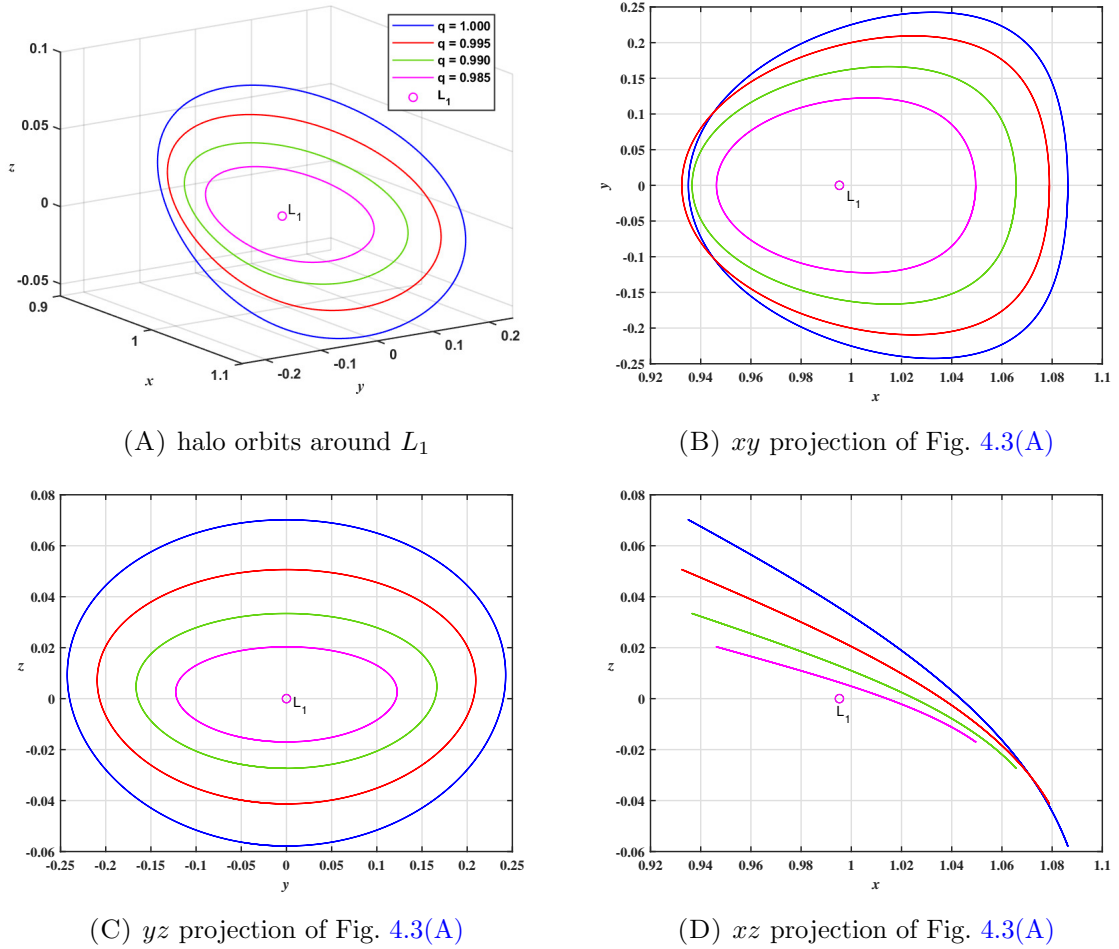 0.1
0.05
0
-0.05
z
0.9
1
1.1
x
-0.2
-0.1
0
0.1
0.2
y
q = 1.000
q = 0.995
q = 0.990
q = 0.985
L1
L1
(A) halo orbits around L1
0.25
0.2
0.15
0.1
0.05
0
-0.05
-0.1
-0.15
-0.2
-0.25
y
L1
0.92 0.94 0.96 0.98 1 1.02 1.04 1.06 1.08 1.1
x
(B) xy projection of Fig. 4.3(A)
0.08
0.06
0.04
0.02
0
-0.02
-0.04
-0.06
z
L1
-0.25 -0.2 -0.15 -0.1 -0.05 0 0.05 0.1 0.15 0.2 0.25
y
(C) yz projection of Fig. 4.3(A)
0.08
0.06
0.04
0.02
0
-0.02
-0.04
-0.06
z
L1
0.92 0.94 0.96 0.98 1 1.02 1.04 1.06 1.08 1.1
x
(D) xz projection of Fig. 4.3(A)